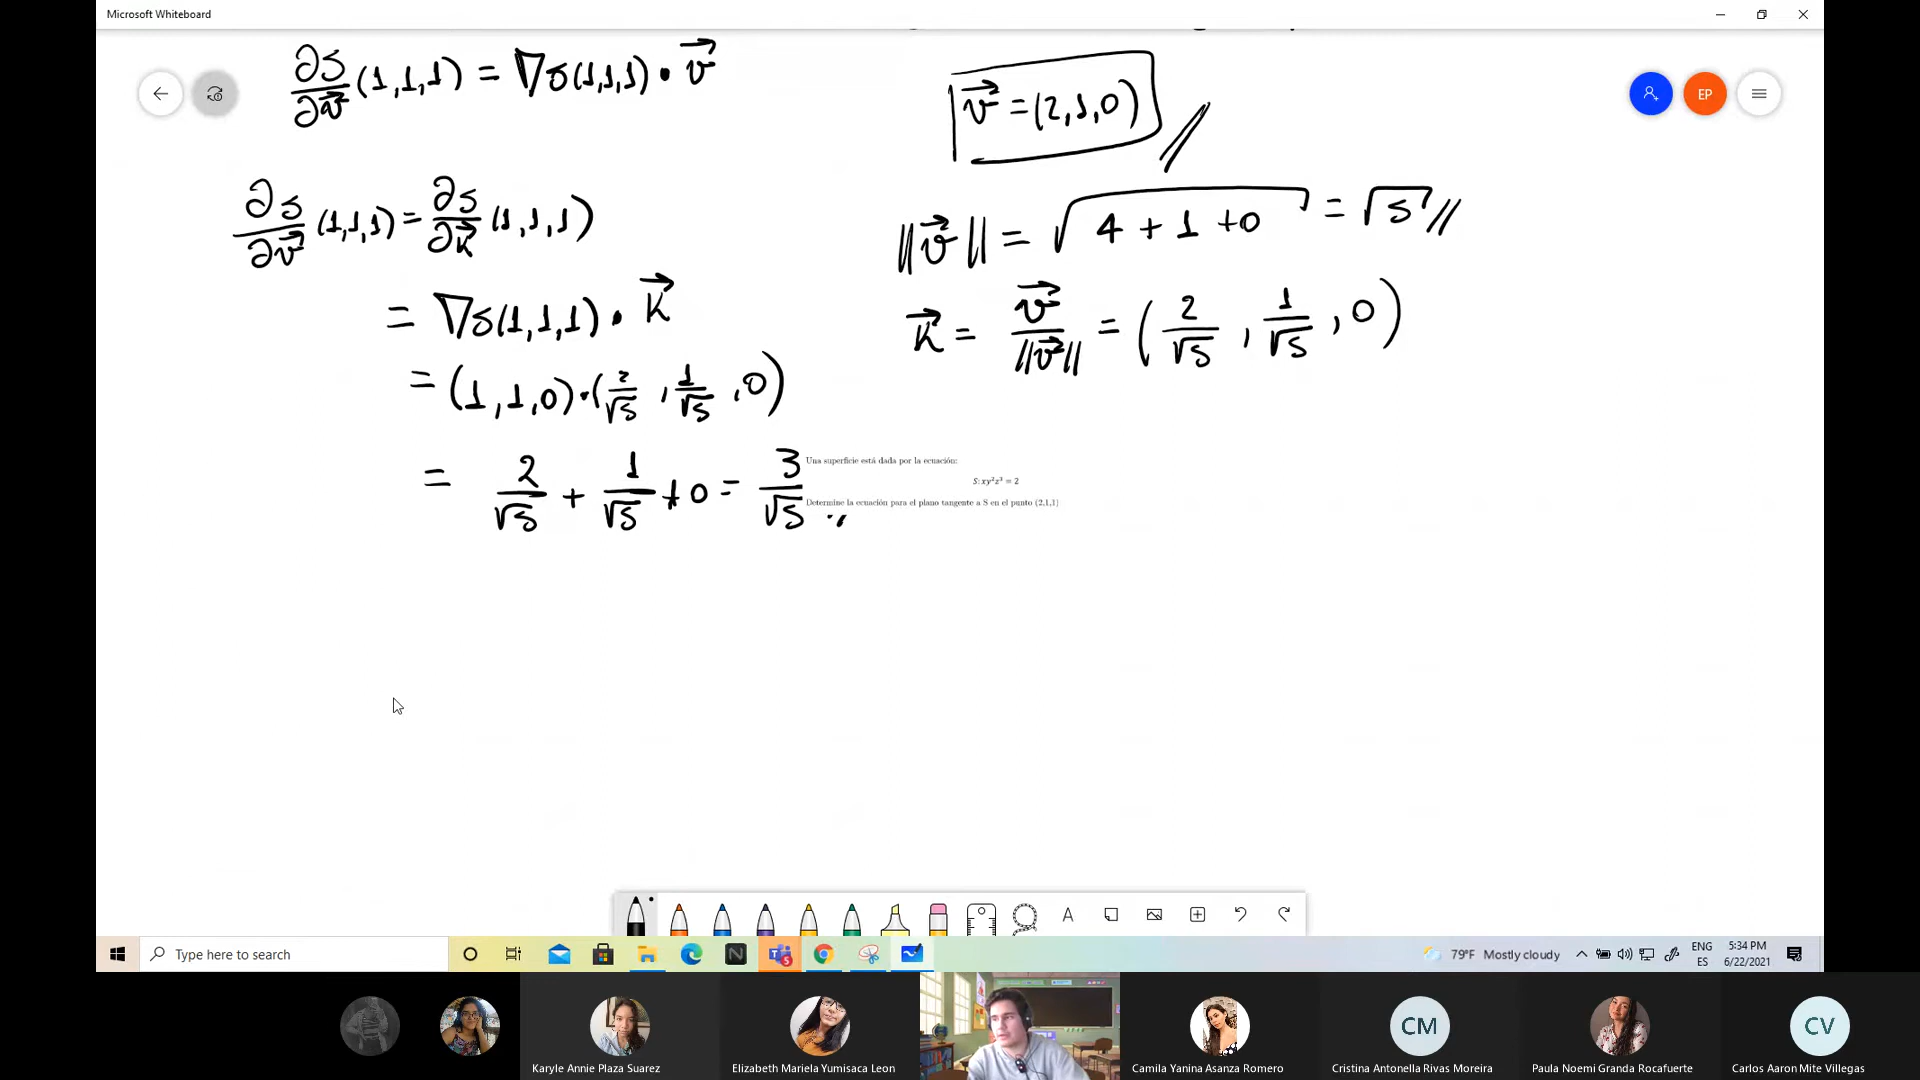 Microsoft Whiteboard
∂S/∂v⃗ (1,1,1) = ∇S(1,1,1) • v⃗
v⃗ = (2,1,0)
EP
∂S/∂v⃗ (1,1,1) = ∂S/∂k⃗ (1,1,1)
||v⃗|| = √(4 + 1 + 0) = √5 //
= ∇S(1,1,1) • k⃗
k⃗ = v⃗/||v⃗|| = (2/√5, 1/√5, 0)
= (1,1,0) • (2/√5, 1/√5, 0)
= 2/√5 + 1/√5 + 0 = 3/√5
Una superficie está dada por la ecuación:
S: xy²z³ = 2
Determine la ecuación para el plano tangente a S en el punto (2,1,1)
Type here to search
79°F Mostly cloudy
ENG
ES
5:34 PM
6/22/2021
CM
CV
Karyle Annie Plaza Suarez
Elizabeth Mariela Yumisaca Leon
Camila Yanina Asanza Romero
Cristina Antonella Rivas Moreira
Paula Noemi Granda Rocafuerte
Carlos Aaron Mite Villegas